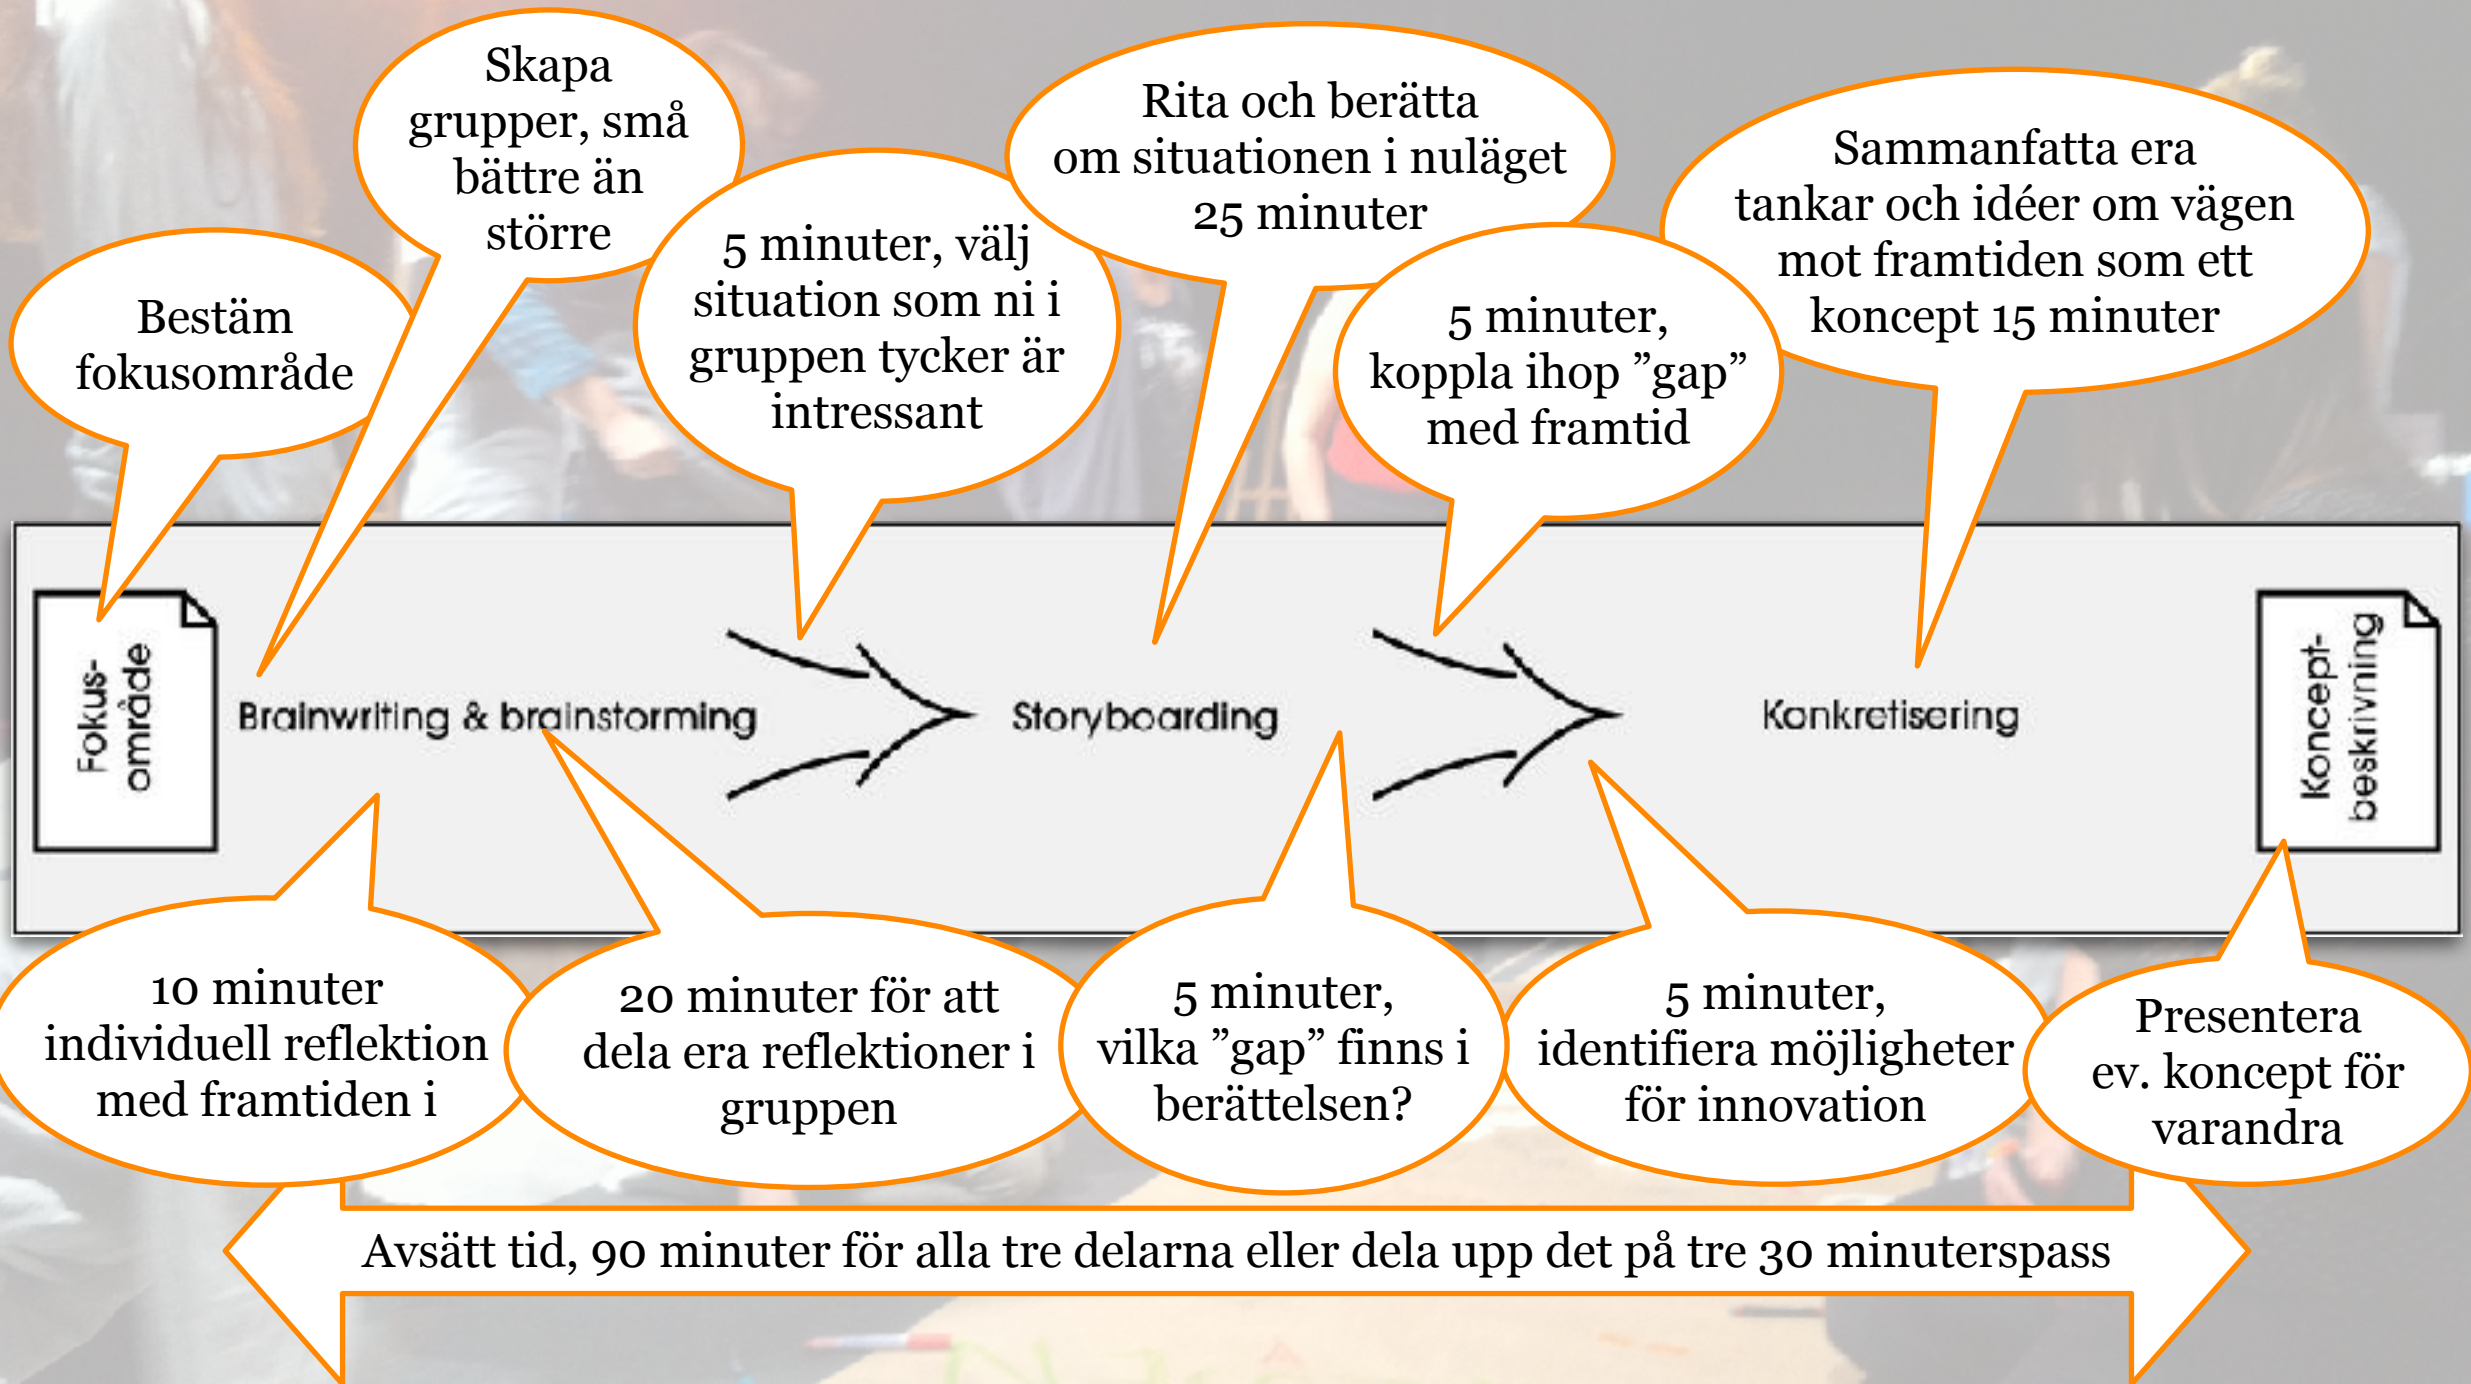 Skapa
grupper, små
bättre än
större
Rita och berätta
om situationen i nuläget
25 minuter
Sammanfatta era
tankar och idéer om vägen
mot framtiden som ett
koncept 15 minuter
5 minuter, välj
situation som ni i
gruppen tycker är
intressant
Bestäm
fokusområde
5 minuter,
koppla ihop ”gap”
med framtid
Fokus-
område
Brainwriting & brainstorming
Storyboarding
Konkretisering
Koncept-
beskrivning
10 minuter
individuell reflektion
med framtiden i
20 minuter för att
dela era reflektioner i
gruppen
5 minuter,
vilka ”gap” finns i
berättelsen?
5 minuter,
identifiera möjligheter
för innovation
Presentera
ev. koncept för
varandra
Avsätt tid, 90 minuter för alla tre delarna eller dela upp det på tre 30 minuterspass